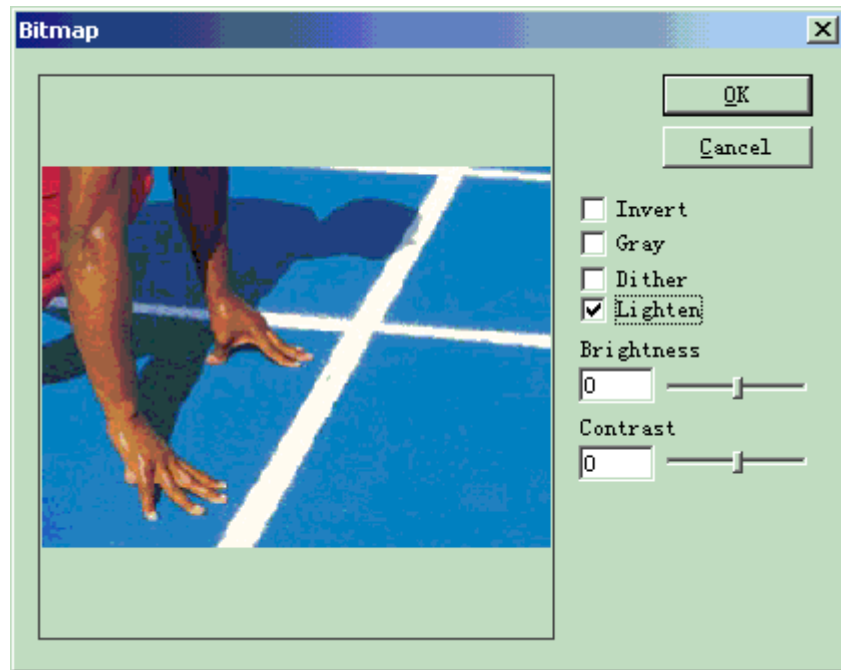 Bitmap
OK
Cancel
Invert
Gray
Dither
Lighten
Brightness
0
Contrast
0